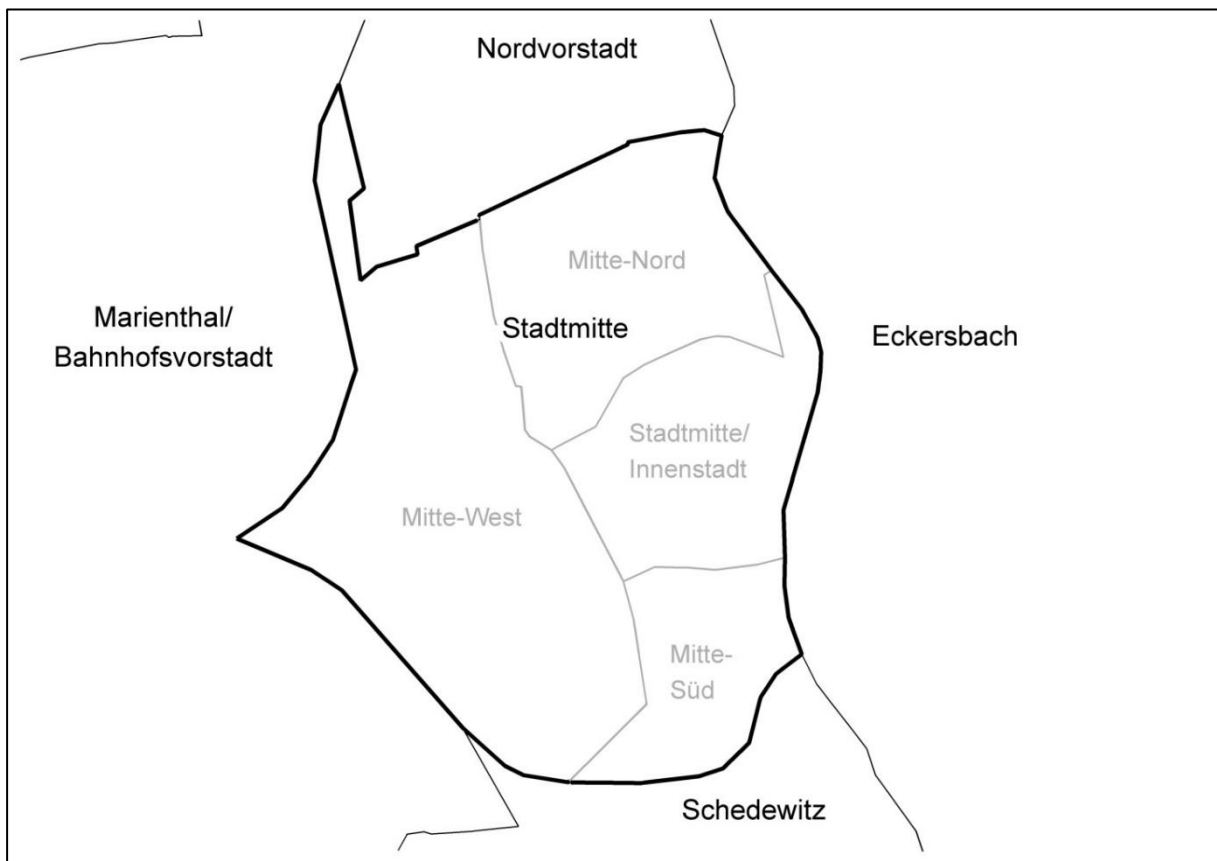 Nordvorstadt
Mitte-Nord
Marienthal/
Bahnhofsvorstadt
Stadtmitte
Eckersbach
Stadtmitte/
Innenstadt
Mitte-West
Mitte-
Süd
Schedewitz